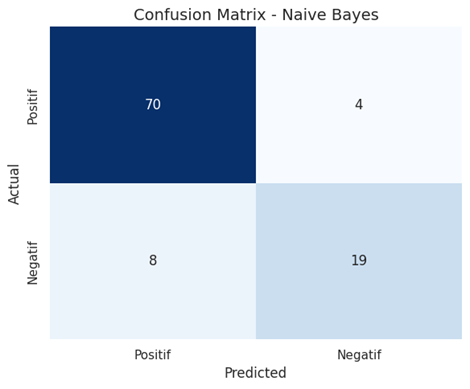 Confusion Matrix - Naive Bayes
Actual
Positif
70
4
Negatif
8
19
Positif
Negatif
Predicted